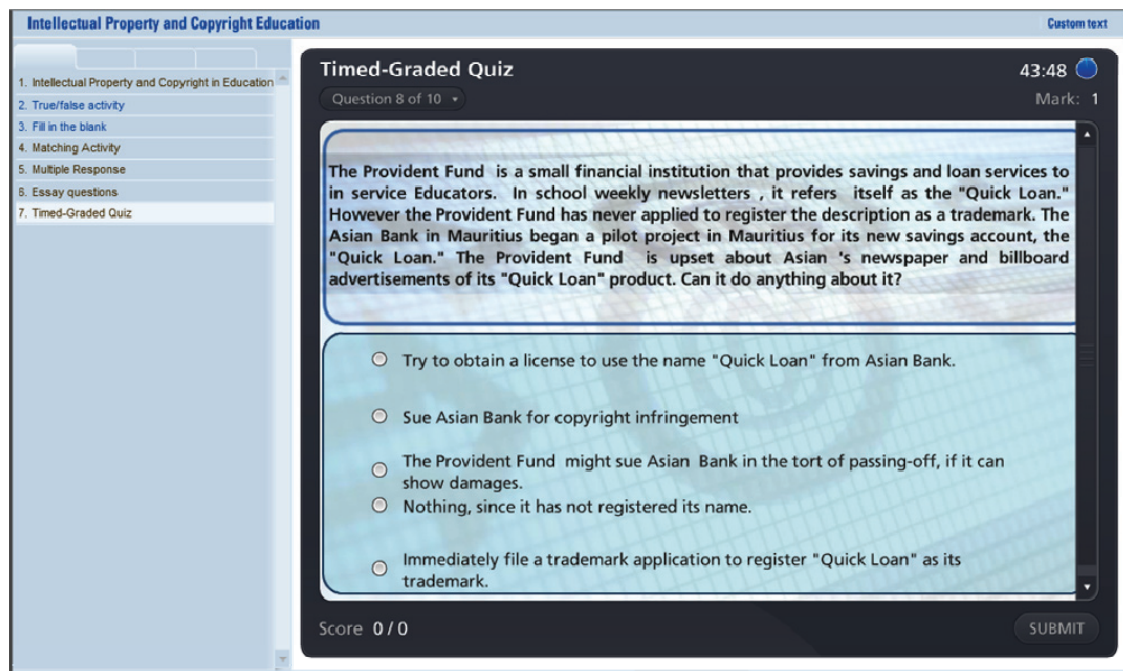 Intellectual Property and Copyright Education
Custom text
1. Intellectual Property and Copyright in Education
2. True/false activity
3. Fill in the blank
4. Matching Activity
5. Multiple Response
6. Essay questions
7. Timed-Graded Quiz
Timed-Graded Quiz
43:48
Question 8 of 10
Mark: 1
The Provident Fund is a small financial institution that provides savings and loan services to
in service Educators. In school weekly newsletters , it refers itself as the "Quick Loan."
However the Provident Fund has never applied to register the description as a trademark. The
Asian Bank in Mauritius began a pilot project in Mauritius for its new savings account, the
"Quick Loan." The Provident Fund is upset about Asian 's newspaper and billboard
advertisements of its "Quick Loan" product. Can it do anything about it?
Try to obtain a license to use the name "Quick Loan" from Asian Bank.
Sue Asian Bank for copyright infringement
The Provident Fund might sue Asian Bank in the tort of passing-off, if it can
show damages.
Nothing, since it has not registered its name.
Immediately file a trademark application to register "Quick Loan" as its
trademark.
Score 0/0
SUBMIT